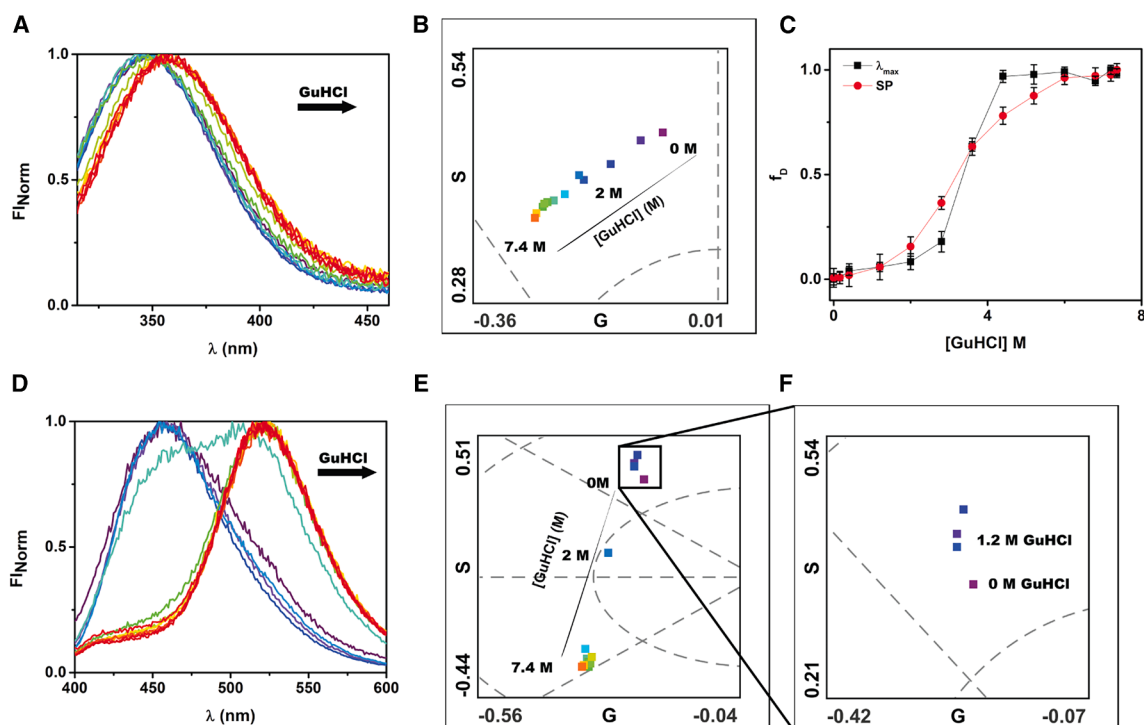 A
1.0
0.5
0.0
FI Norm
GuHCl
350
400
450
λ (nm)
B
0.54
S
0.28
0 M
2 M
[GuHCl] (M)
7.4 M
-0.36
G
0.01
C
λmax
SP
1.0
0.5
0.0
fD
0
4
8
[GuHCl] M
D
1.0
0.5
0.0
FI Norm
GuHCl
400
450
500
550
600
λ (nm)
E
0.51
S
-0.44
0M
[GuHCl] (M)
2 M
7.4 M
-0.56
G
-0.04
F
0.54
S
0.21
1.2 M GuHCl
0 M GuHCl
-0.42
G
-0.07